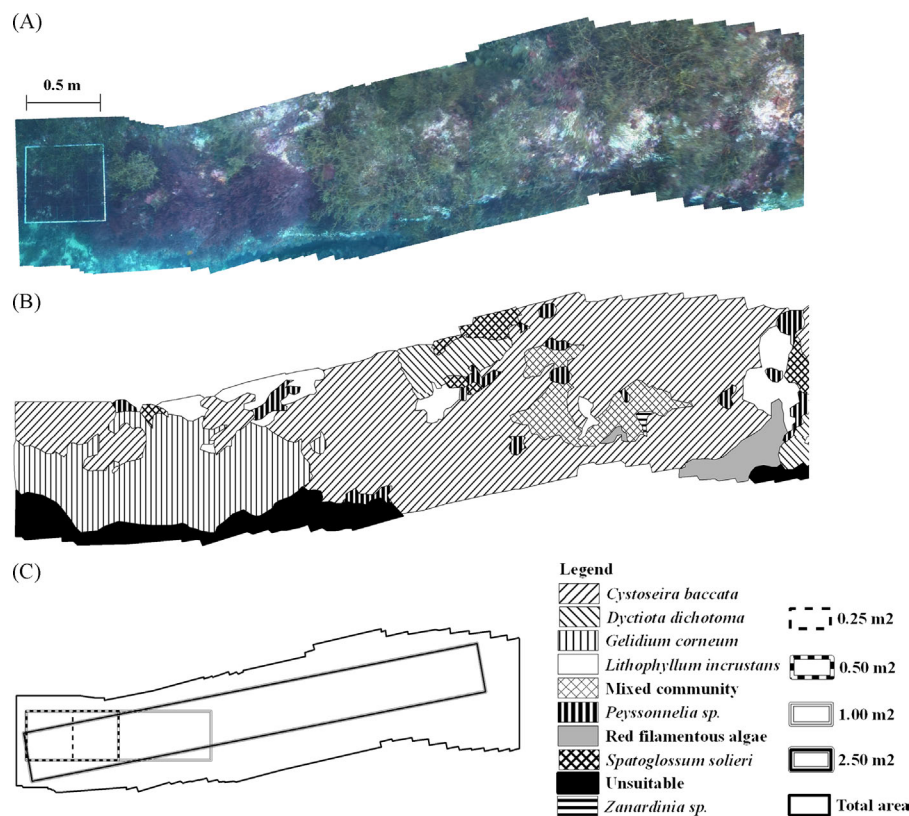 (A)
0.5 m
(B)
(C)
Legend
Cystoseira baccata
Dyctiota dichotoma
Gelidium corneum
Lithophyllum incrustans
Mixed community
Peyssonnelia sp.
Red filamentous algae
Spatoglossum solieri
Unsuitable
Zanardinia sp.
0.25 m2
0.50 m2
1.00 m2
2.50 m2
Total area